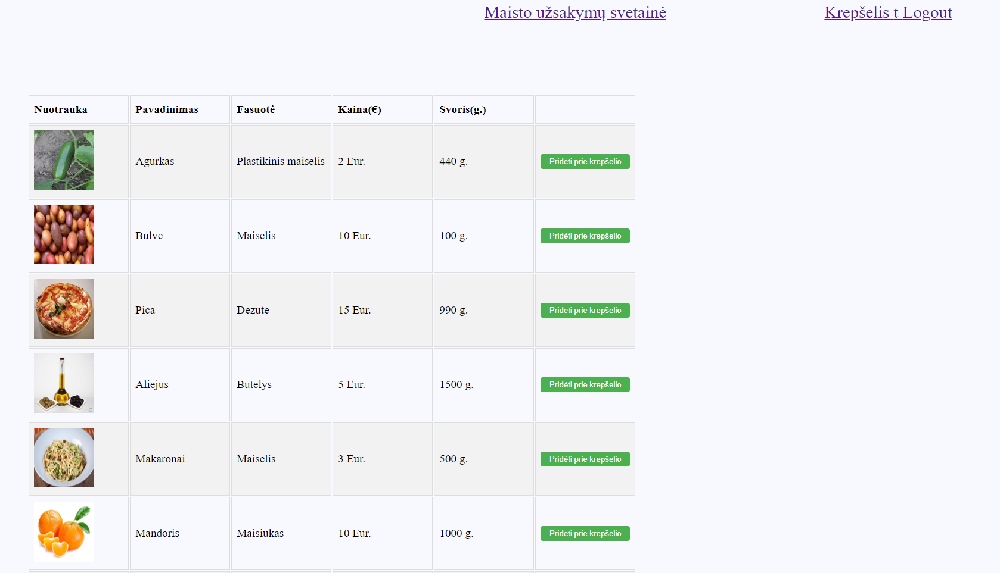 Maisto užsakymų svetainė Krepšelis t Logout
Nuotrauka Pavadinimas Fasuotė Kaina(€) Svoris(g.)
Agurkas Plastikinis maiselis 2 Eur. 440 g. Pridėti prie krepšelio
Bulve Maiselis 10 Eur. 100 g. Pridėti prie krepšelio
Pica Dezute 15 Eur. 990 g. Pridėti prie krepšelio
Aliejus Butelys 5 Eur. 1500 g. Pridėti prie krepšelio
Makaronai Maiselis 3 Eur. 500 g. Pridėti prie krepšelio
Mandoris Maisiukas 10 Eur. 1000 g. Pridėti prie krepšelio